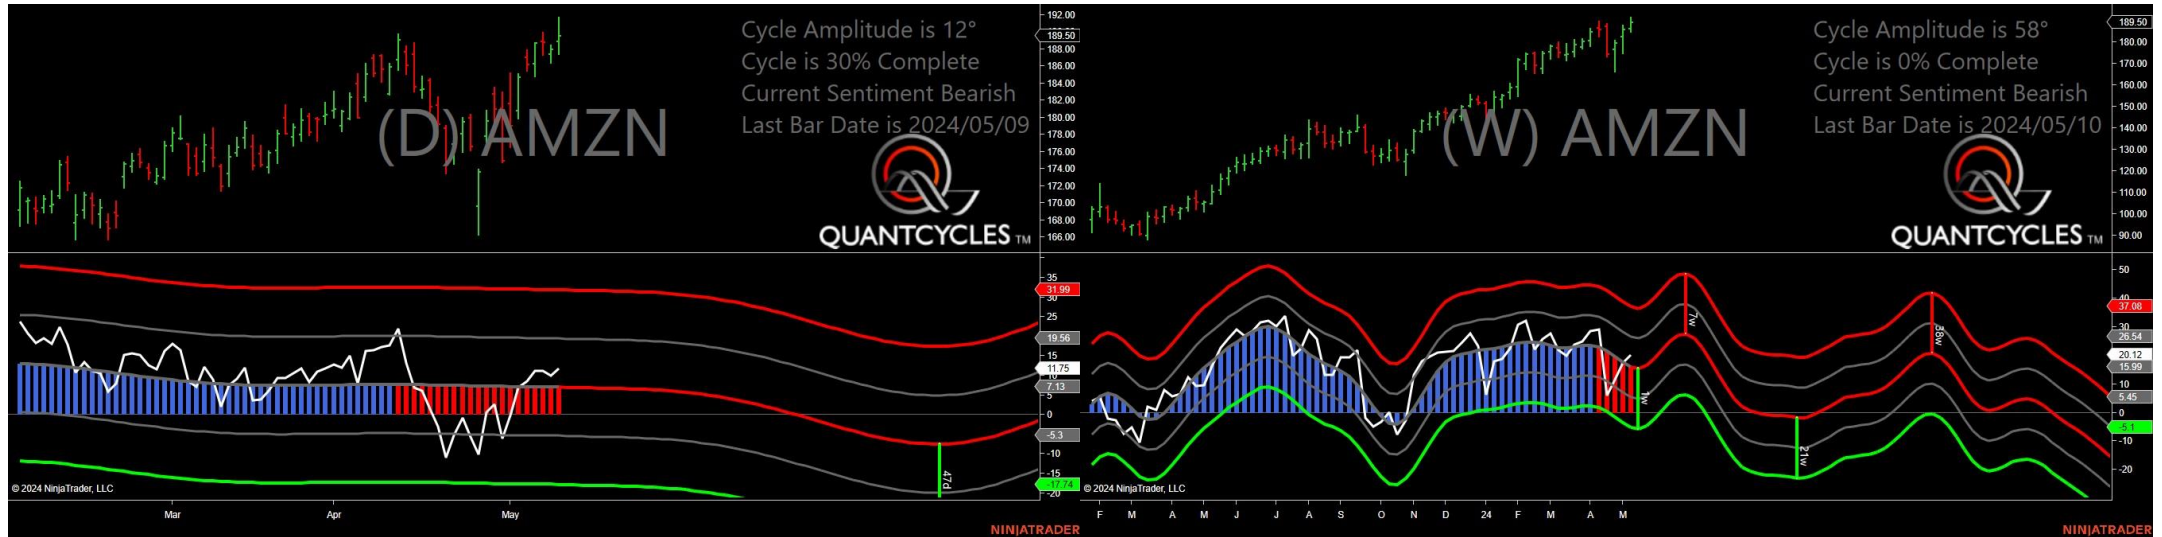 Cycle Amplitude is 12°
Cycle is 30% Complete
Current Sentiment Bearish
Last Bar Date is 2024/05/09
(D) AMZN
QUANTCYCLES TM
192.00
189.50
188.00
186.00
184.00
182.00
180.00
178.00
176.00
174.00
172.00
170.00
168.00
166.00
35
31.99
30
25
19.56
15
11.75
7.13
5
0
-5.3
-10
-15
-17.74
-20
47d
© 2024 NinjaTrader, LLC
Mar
Apr
May
NINJATRADER
Cycle Amplitude is 58°
Cycle is 0% Complete
Current Sentiment Bearish
Last Bar Date is 2024/05/10
(W) AMZN
QUANTCYCLES TM
189.50
180.00
170.00
160.00
150.00
140.00
130.00
120.00
110.00
100.00
90.00
50
40
37.08
30
26.54
20.12
15.99
10
5.45
0
-5.1
-10
-20
1w
7w
21w
38w
© 2024 NinjaTrader, LLC
F M A M J J A S O N D 24 F M A M
NINJATRADER